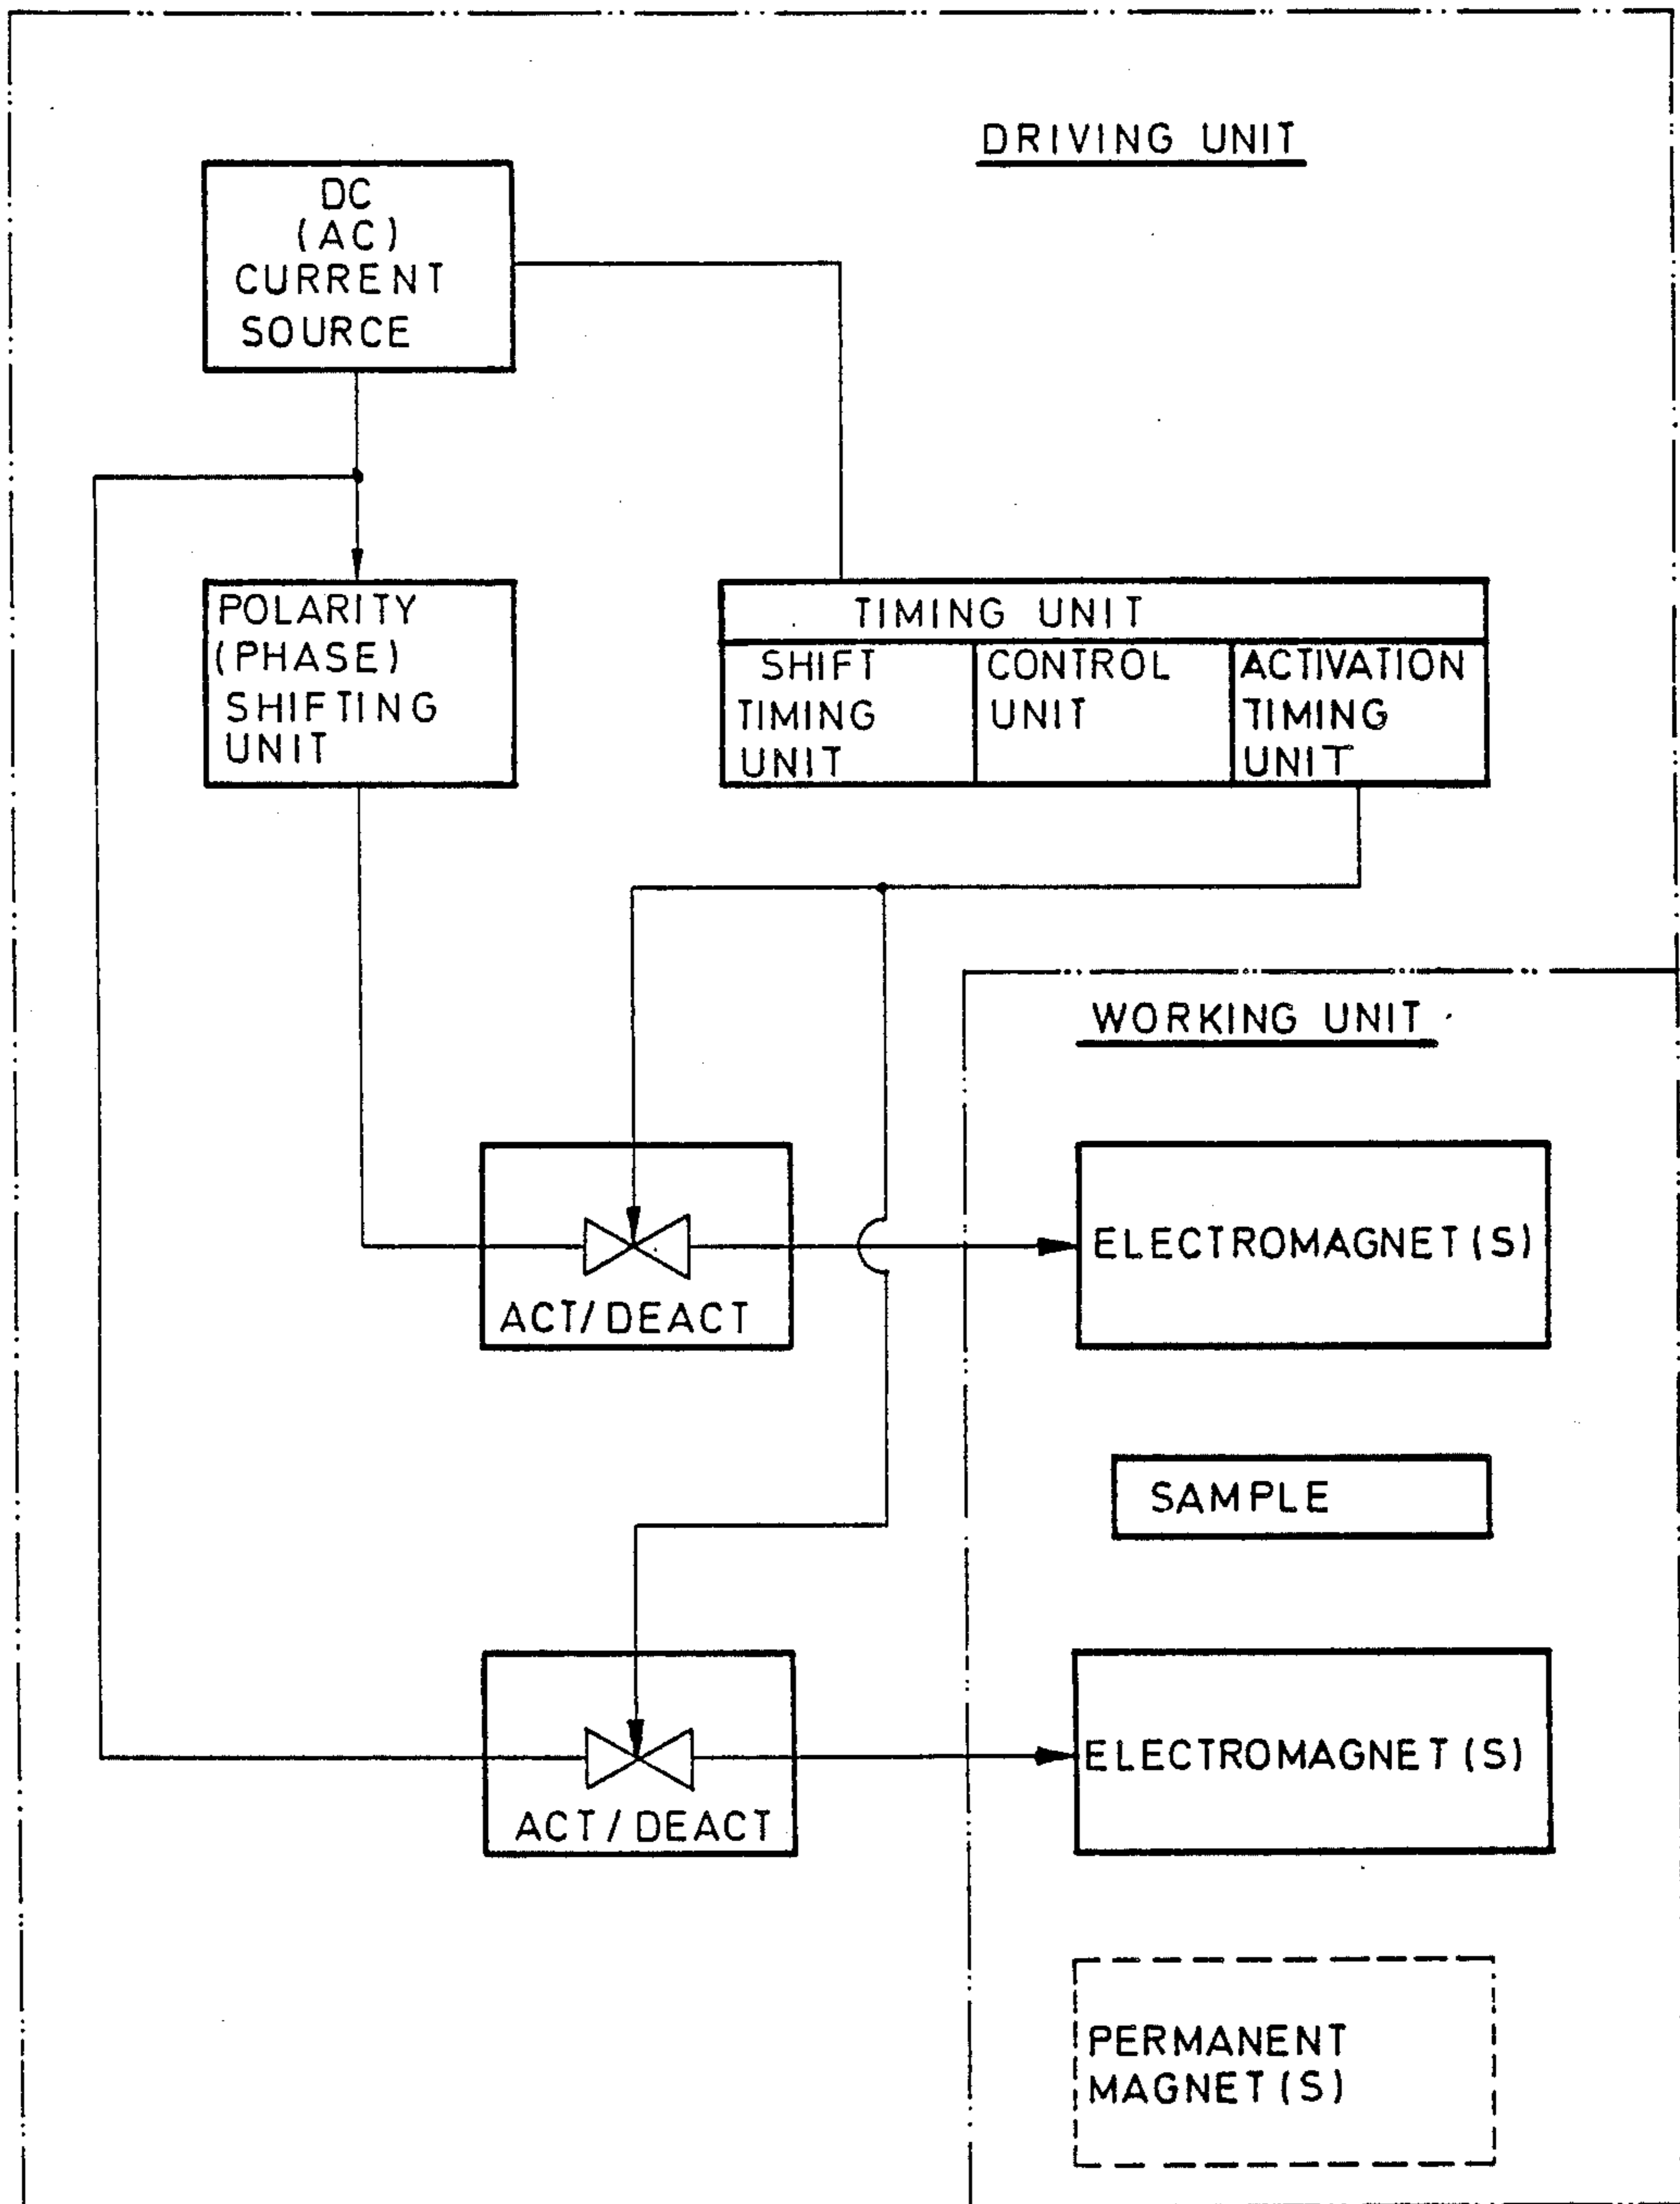 DRIVING UNIT
DC
(AC)
CURRENT
SOURCE
POLARITY
(PHASE)
SHIFTING
UNIT
TIMING UNIT
SHIFT
TIMING
UNIT
CONTROL
UNIT
ACTIVATION
TIMING
UNIT
WORKING UNIT
ACT/DEACT
ELECTROMAGNET(S)
SAMPLE
ACT/DEACT
ELECTROMAGNET(S)
PERMANENT
MAGNET(S)